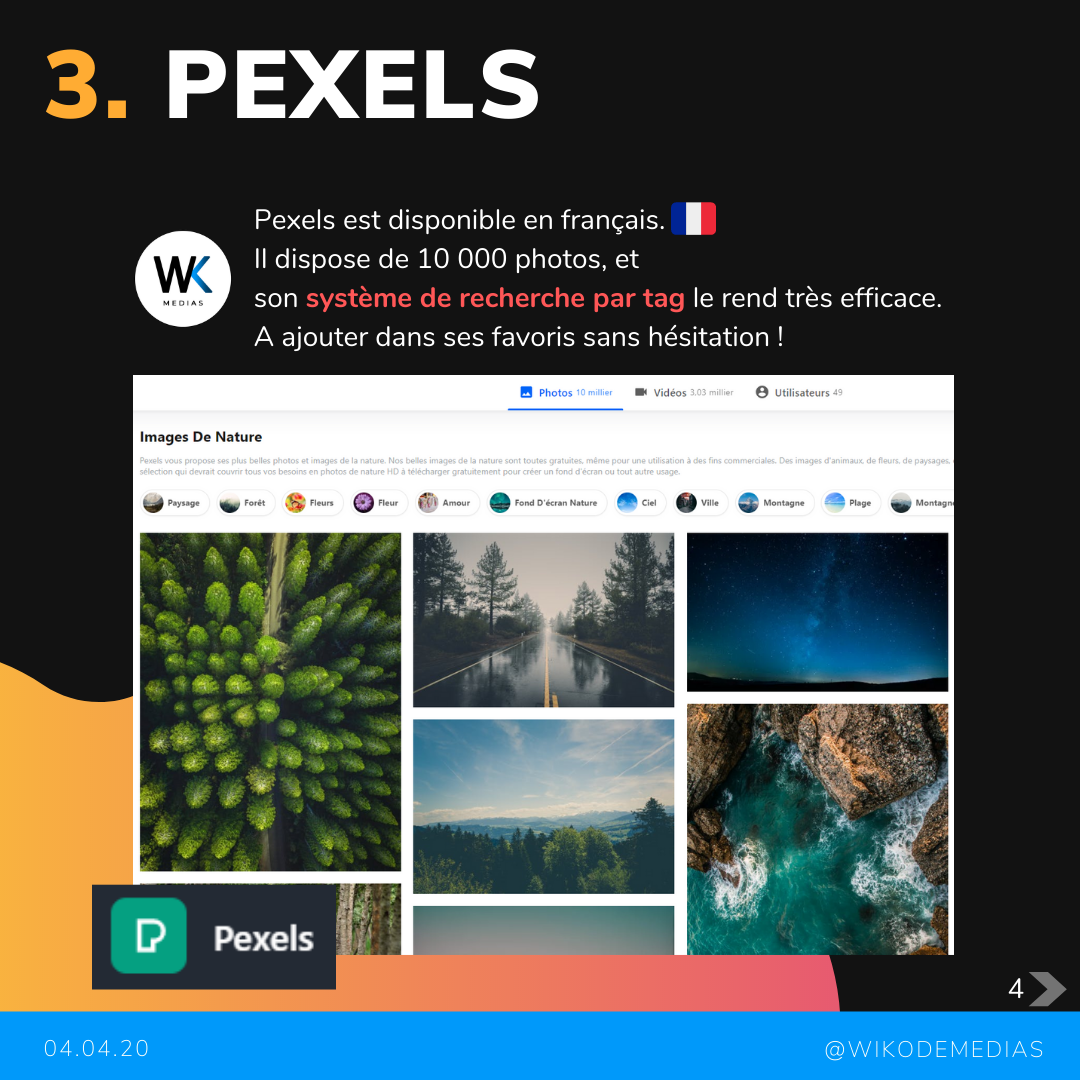 3. PEXELS
Pexels est disponible en français.
Il dispose de 10 000 photos, et
son système de recherche par tag le rend très efficace.
A ajouter dans ses favoris sans hésitation !
WK
MEDIAS
Photos 10 millier Vidéos 3.03 millier Utilisateurs 49
Images De Nature
Pexels vous propose ses plus belles photos et images de la nature. Nos belles images de la nature sont toutes gratuites, même pour une utilisation à des fins commerciales. Des images d'animaux, de fleurs, de paysages,
sélection qui devrait couvrir tous vos besoins en photos de nature HD à télécharger gratuitement pour créer un fond d'écran ou tout autre usage.
Paysage Forêt Fleurs Fleur Amour Fond D'écran Nature Ciel Ville Montagne Plage Montagn
Pexels
4
04.04.20 @WIKODEMEDIAS